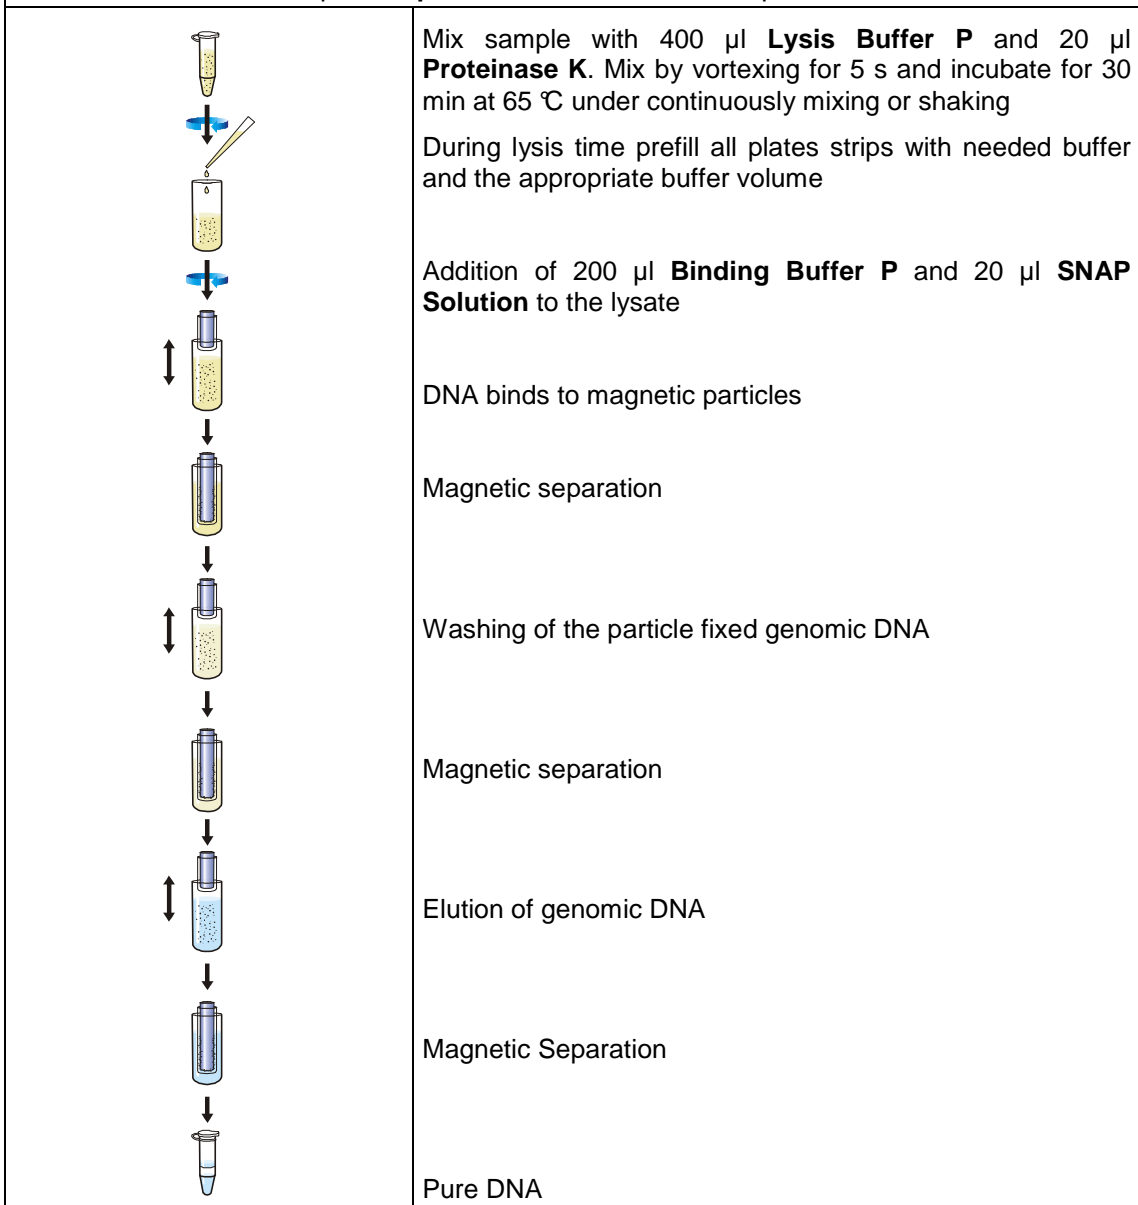 Mix sample with 400 µl Lysis Buffer P and 20 µl
Proteinase K. Mix by vortexing for 5 s and incubate for 30
min at 65 °C under continuously mixing or shaking
During lysis time prefill all plates strips with needed buffer
and the appropriate buffer volume
Addition of 200 µl Binding Buffer P and 20 µl SNAP
Solution to the lysate
DNA binds to magnetic particles
Magnetic separation
Washing of the particle fixed genomic DNA
Magnetic separation
Elution of genomic DNA
Magnetic Separation
Pure DNA